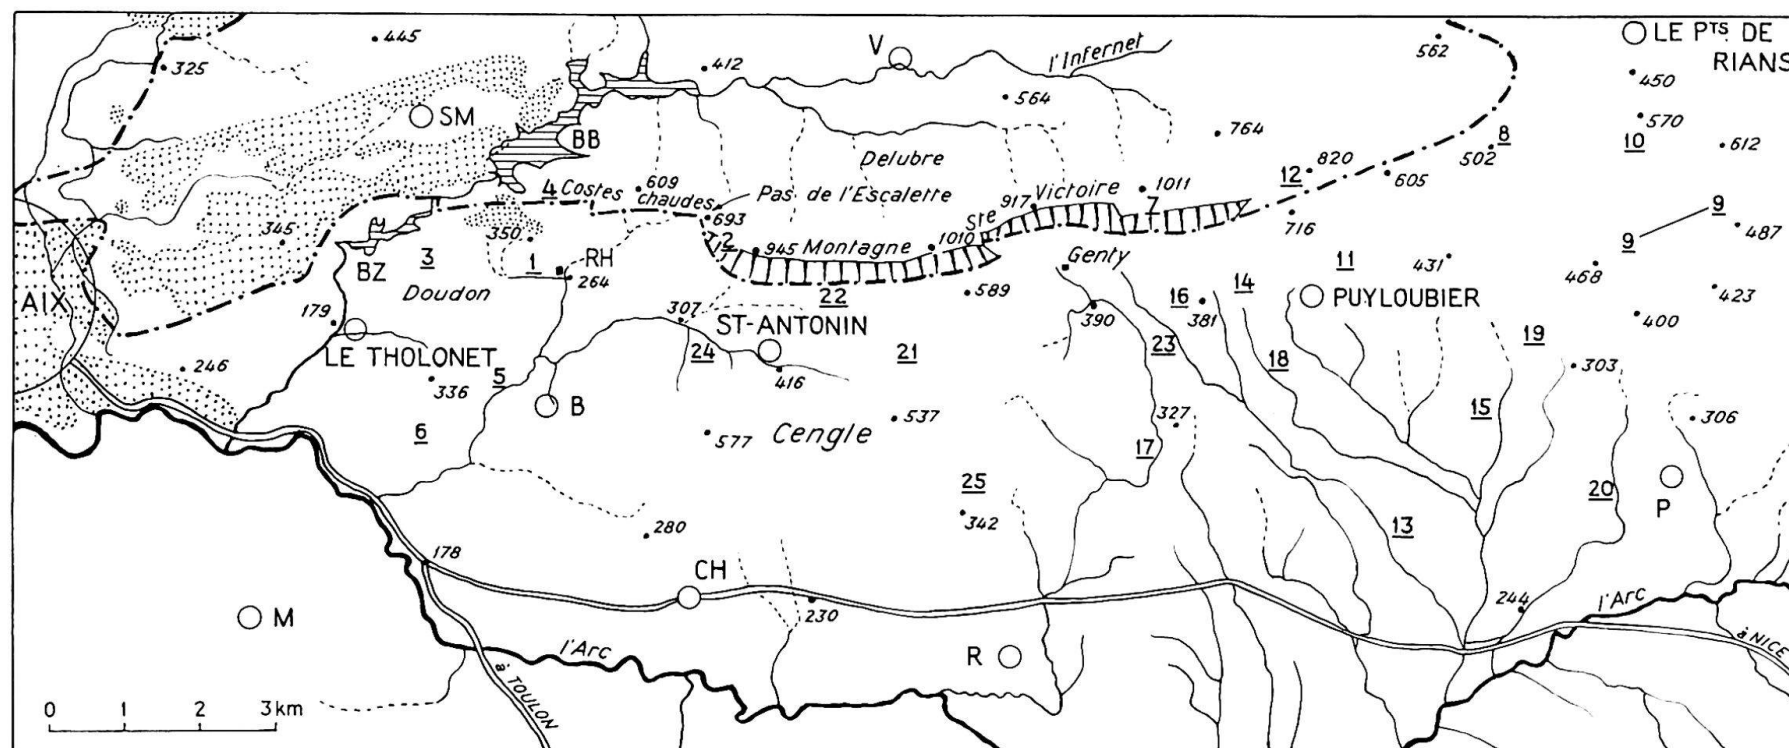 LE PTS DE
RIANS
V
l'Infernet
562
445
325
412
450
SM
564
570
764
BB
8
612
502
10
Delubre
820
12
605
4 Costes
609
chaudes
Pas de l'Escalette
917
Victoire
1011
9
693
7
Ste
345
350
716
487
2
945
Montagne
1010
9
3
1
RH
Genty
11
431
468
BZ
264
14
AIX
Doudon
22
589
16
PUYLOUBIER
423
179
307
ST-ANTONIN
390
381
400
LE THOLONET
24
21
23
18
19
246
336
5
416
303
B
15
327
306
6
577
Cengle
537
17
25
20
P
342
280
13
178
CH
230
244
l'Arc
M
l'Arc
R
à NICE
à TOULON
0 1 2 3 km